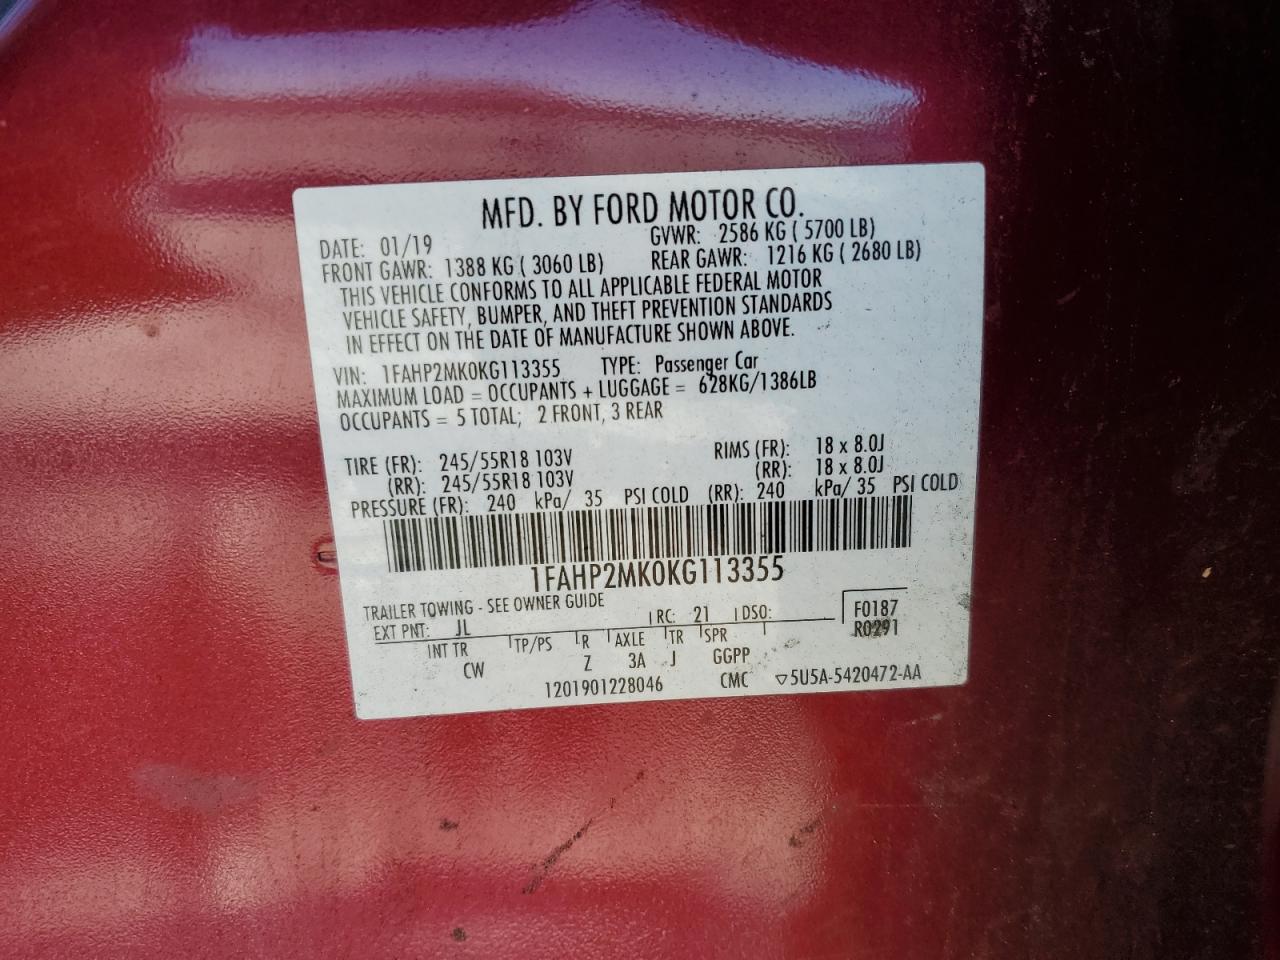 MFD. BY FORD MOTOR CO.
DATE: 01/19 GVWR: 2586 KG ( 5700 LB)
FRONT GAWR: 1388 KG ( 3060 LB) REAR GAWR: 1216 KG ( 2680 LB)
THIS VEHICLE CONFORMS TO ALL APPLICABLE FEDERAL MOTOR
VEHICLE SAFETY, BUMPER, AND THEFT PREVENTION STANDARDS
IN EFFECT ON THE DATE OF MANUFACTURE SHOWN ABOVE.
VIN: 1FAHP2MK0KG113355 TYPE: Passenger Car
MAXIMUM LOAD = OCCUPANTS + LUGGAGE = 628KG/1386LB
OCCUPANTS = 5 TOTAL; 2 FRONT, 3 REAR
TIRE (FR): 245/55R18 103V RIMS (FR): 18 x 8.0J
(RR): 245/55R18 103V (RR): 18 x 8.0J
PRESSURE (FR): 240 kPa/ 35 PSI COLD (RR): 240 kPa/ 35 PSI COLD
1FAHP2MK0KG113355
TRAILER TOWING - SEE OWNER GUIDE
EXT PNT: JL RC: 21 DSO: F0187
R0291
INT TR TP/PS R AXLE TR SPR
CW Z 3A J GGPP
1201901228046 CMC ▽5U5A-5420472-AA